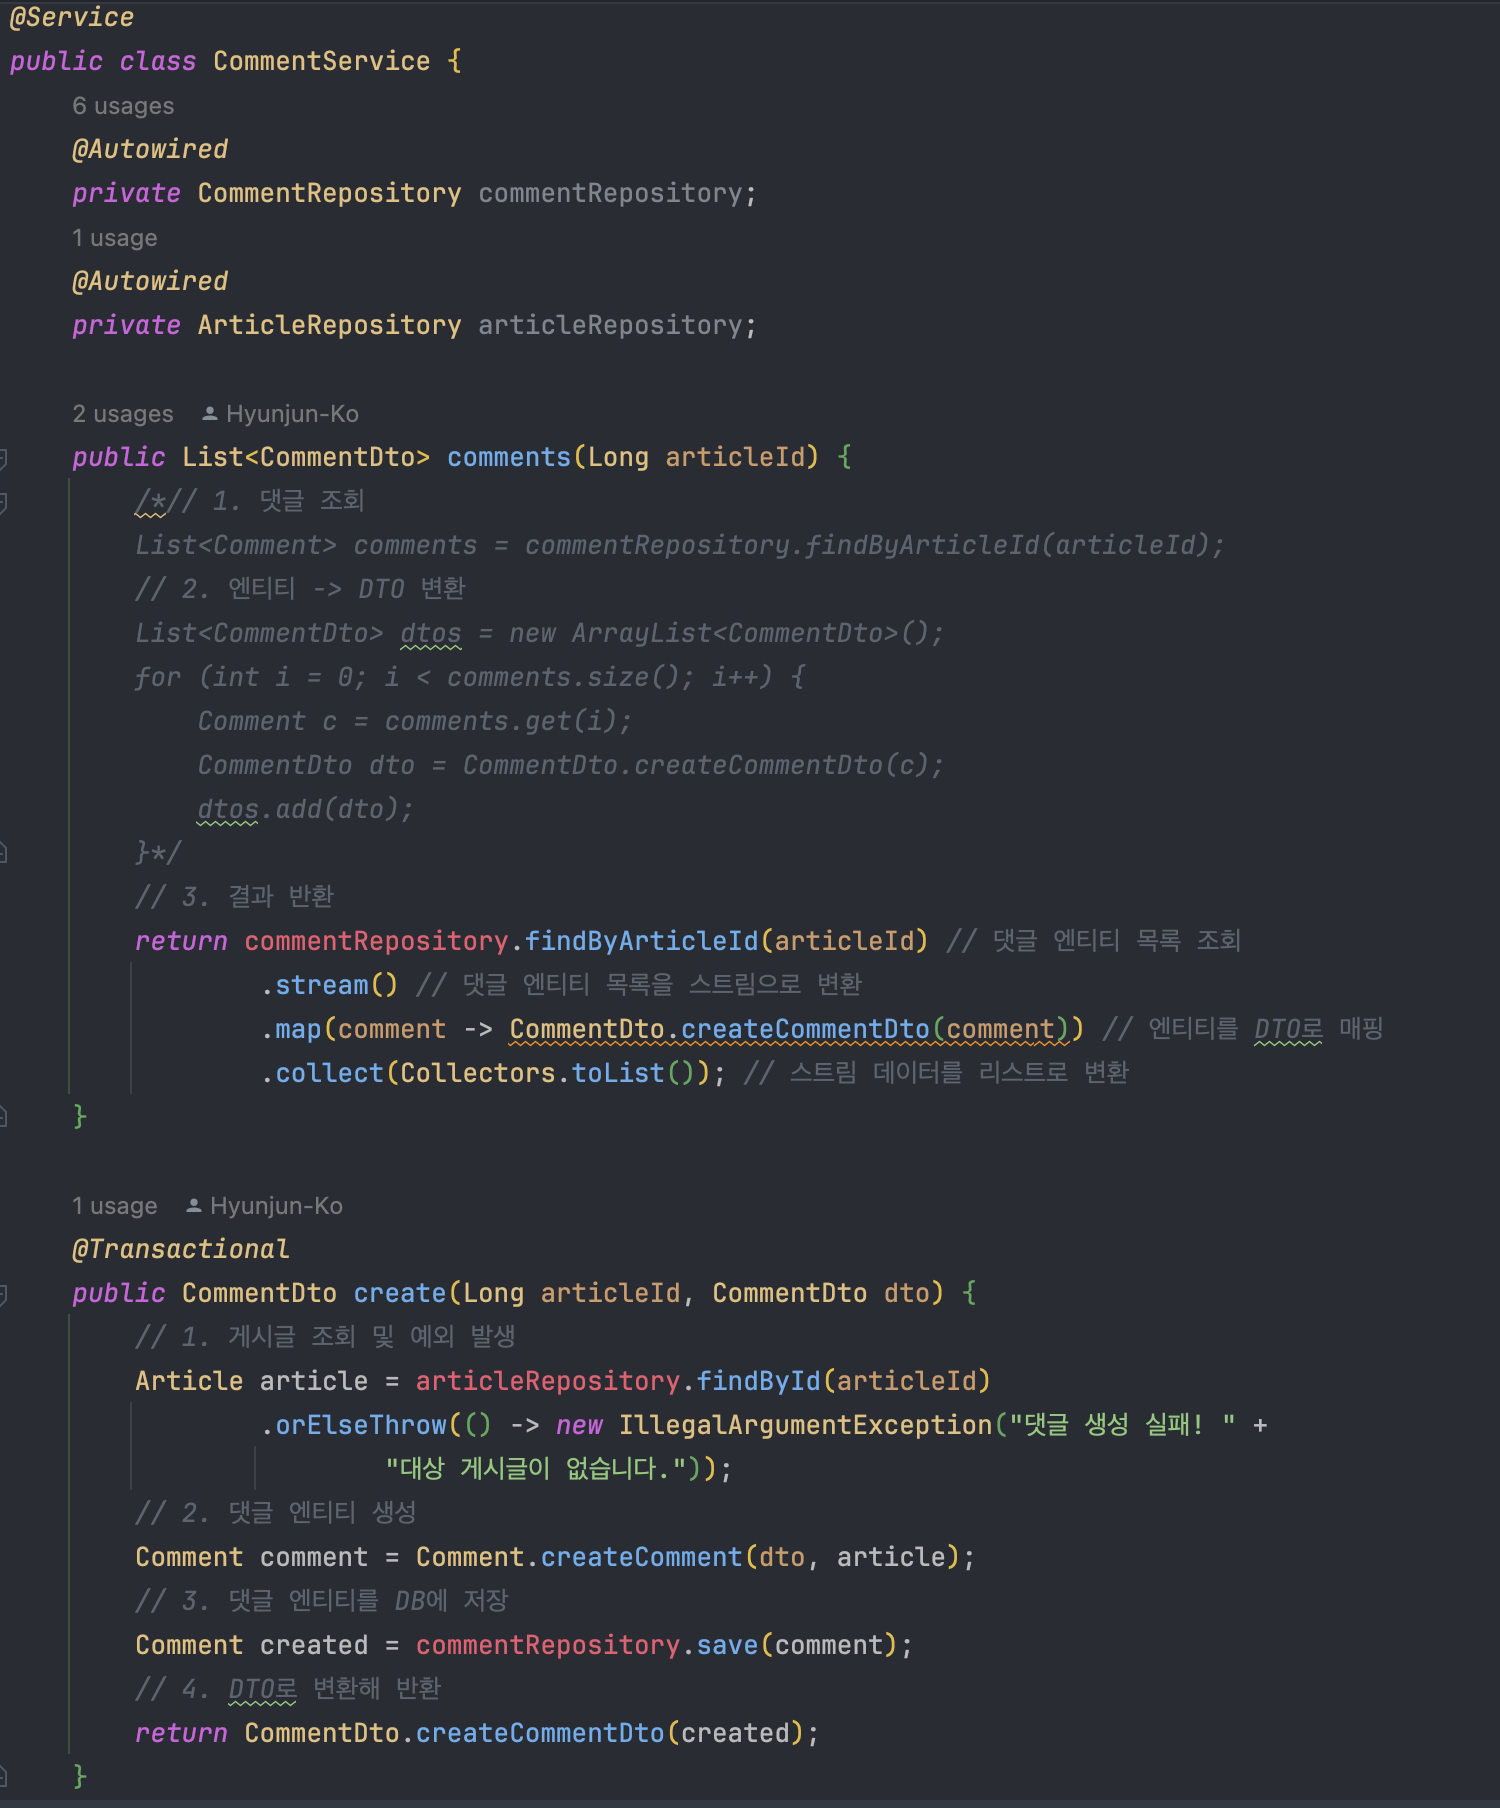 @Service
public class CommentService {
6 usages
@Autowired
private CommentRepository commentRepository;
1 usage
@Autowired
private ArticleRepository articleRepository;
2 usages Hyunjun-Ko
public List<CommentDto> comments(Long articleId) {
/*// 1. 댓글 조회
List<Comment> comments = commentRepository.findByArticleId(articleId);
// 2. 엔티티 -> DTO 변환
List<CommentDto> dtos = new ArrayList<CommentDto>();
for (int i = 0; i < comments.size(); i++) {
Comment c = comments.get(i);
CommentDto dto = CommentDto.createCommentDto(c);
dtos.add(dto);
}*/
// 3. 결과 반환
return commentRepository.findByArticleId(articleId) // 댓글 엔티티 목록 조회
.stream() // 댓글 엔티티 목록을 스트림으로 변환
.map(comment -> CommentDto.createCommentDto(comment)) // 엔티티를 DTO로 매핑
.collect(Collectors.toList()); // 스트림 데이터를 리스트로 변환
}
1 usage Hyunjun-Ko
@Transactional
public CommentDto create(Long articleId, CommentDto dto) {
// 1. 게시글 조회 및 예외 발생
Article article = articleRepository.findById(articleId)
.orElseThrow(() -> new IllegalArgumentException("댓글 생성 실패! " +
"대상 게시글이 없습니다."));
// 2. 댓글 엔티티 생성
Comment comment = Comment.createComment(dto, article);
// 3. 댓글 엔티티를 DB에 저장
Comment created = commentRepository.save(comment);
// 4. DTO로 변환해 반환
return CommentDto.createCommentDto(created);
}